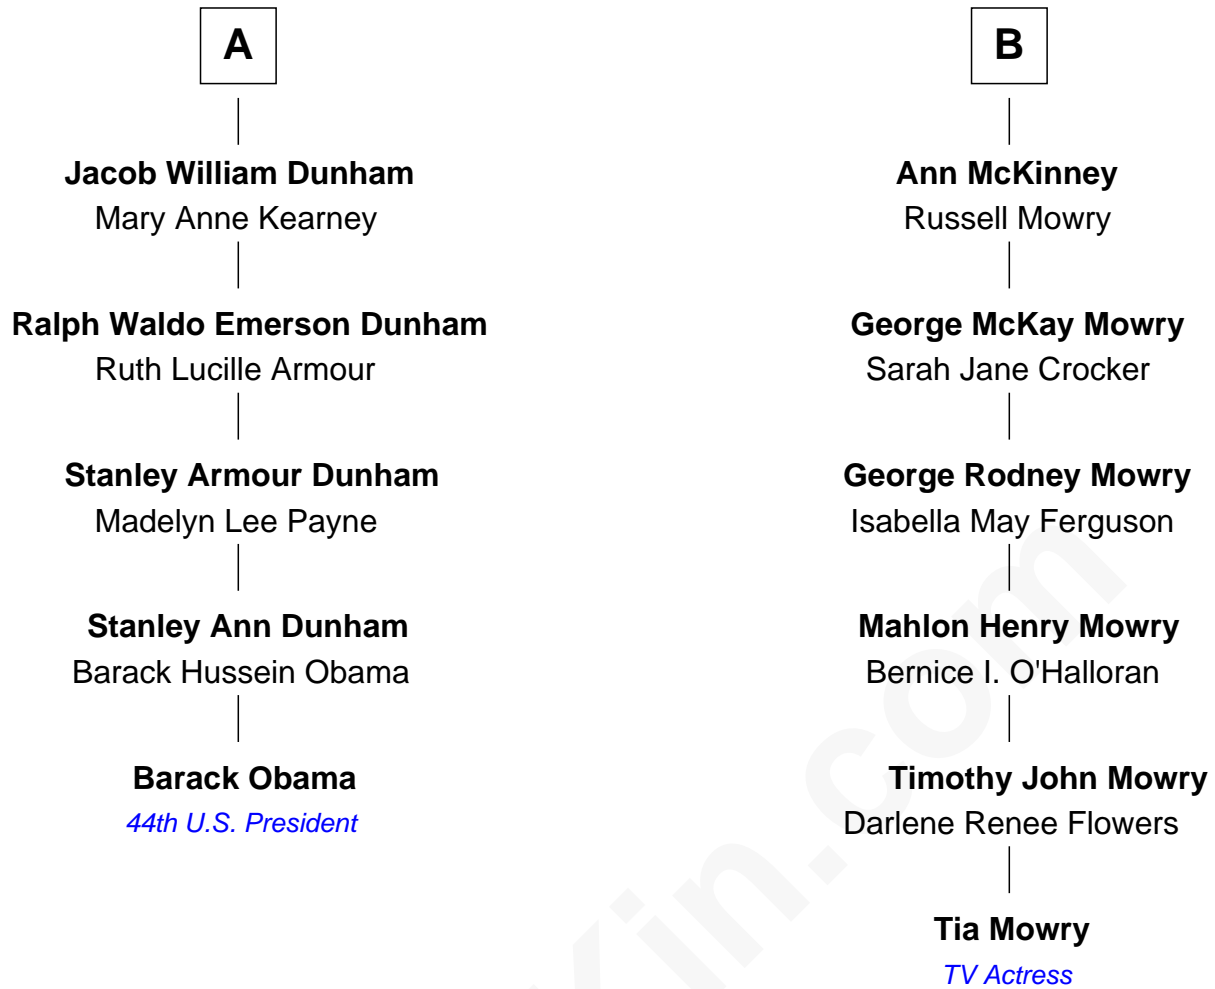 A
Jacob William Dunham
Mary Anne Kearney
Ralph Waldo Emerson Dunham
Ruth Lucille Armour
Stanley Armour Dunham
Madelyn Lee Payne
Stanley Ann Dunham
Barack Hussein Obama
Barack Obama
44th U.S. President
B
Ann McKinney
Russell Mowry
George McKay Mowry
Sarah Jane Crocker
George Rodney Mowry
Isabella May Ferguson
Mahlon Henry Mowry
Bernice I. O'Halloran
Timothy John Mowry
Darlene Renee Flowers
Tia Mowry
TV Actress